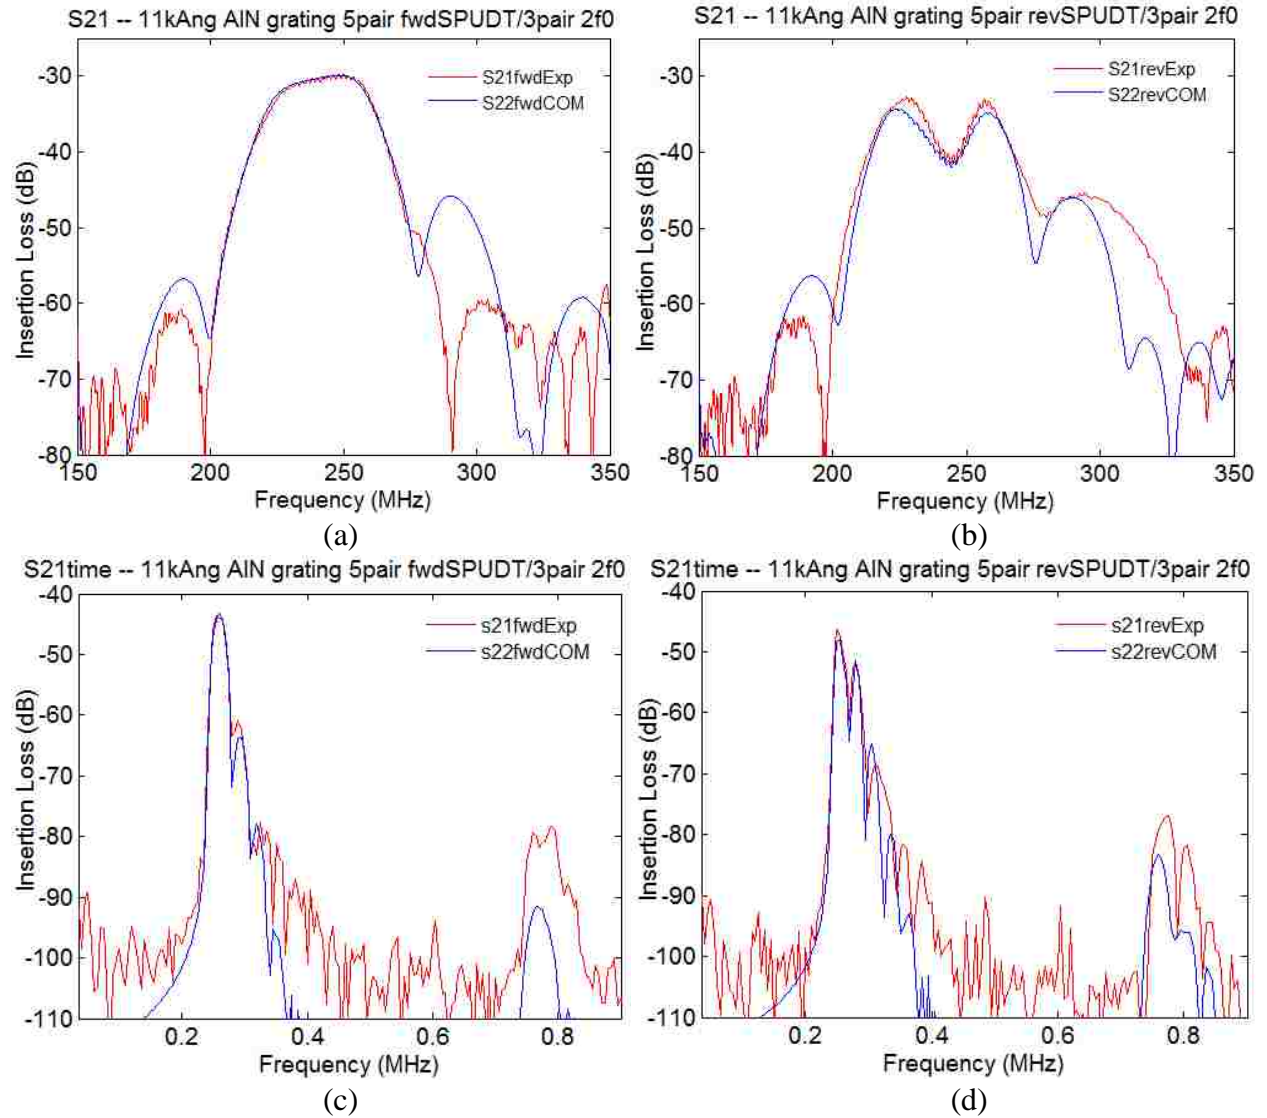 S21 -- 11kAng AlN grating 5pair fwdSPUDT/3pair 2f0
S21fwdExp
S22fwdCOM
Insertion Loss (dB)
-30
-40
-50
-60
-70
-80
150
200
250
300
350
Frequency (MHz)
(a)
S21 -- 11kAng AlN grating 5pair revSPUDT/3pair 2f0
S21revExp
S22revCOM
Insertion Loss (dB)
-30
-40
-50
-60
-70
-80
150
200
250
300
350
Frequency (MHz)
(b)
S21time -- 11kAng AlN grating 5pair fwdSPUDT/3pair 2f0
s21fwdExp
s22fwdCOM
Insertion Loss (dB)
-40
-50
-60
-70
-80
-90
-100
-110
0.2
0.4
0.6
0.8
Frequency (MHz)
(c)
S21time -- 11kAng AlN grating 5pair revSPUDT/3pair 2f0
s21revExp
s22revCOM
Insertion Loss (dB)
-40
-50
-60
-70
-80
-90
-100
-110
0.2
0.4
0.6
0.8
Frequency (MHz)
(d)